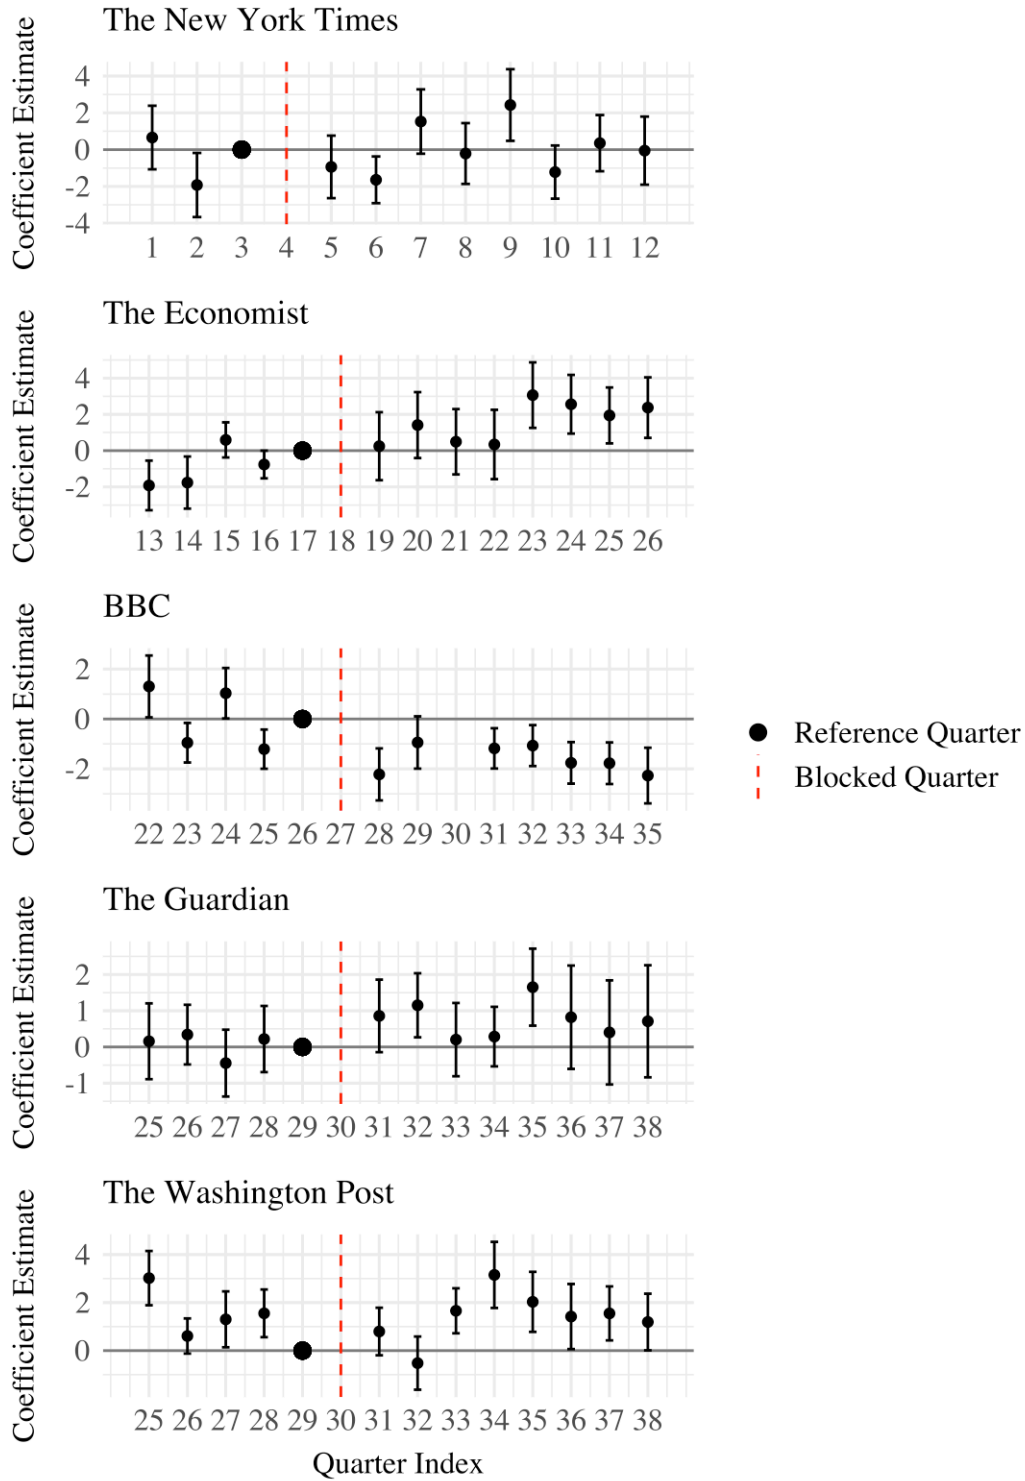 The New York Times
Coefficient Estimate
4
2
0
-2
-4
1 2 3 4 5 6 7 8 9 10 11 12
The Economist
Coefficient Estimate
4
2
0
-2
13 14 15 16 17 18 19 20 21 22 23 24 25 26
BBC
Coefficient Estimate
2
0
-2
22 23 24 25 26 27 28 29 30 31 32 33 34 35
Reference Quarter
Blocked Quarter
The Guardian
Coefficient Estimate
2
1
0
-1
25 26 27 28 29 30 31 32 33 34 35 36 37 38
The Washington Post
Coefficient Estimate
4
2
0
25 26 27 28 29 30 31 32 33 34 35 36 37 38
Quarter Index